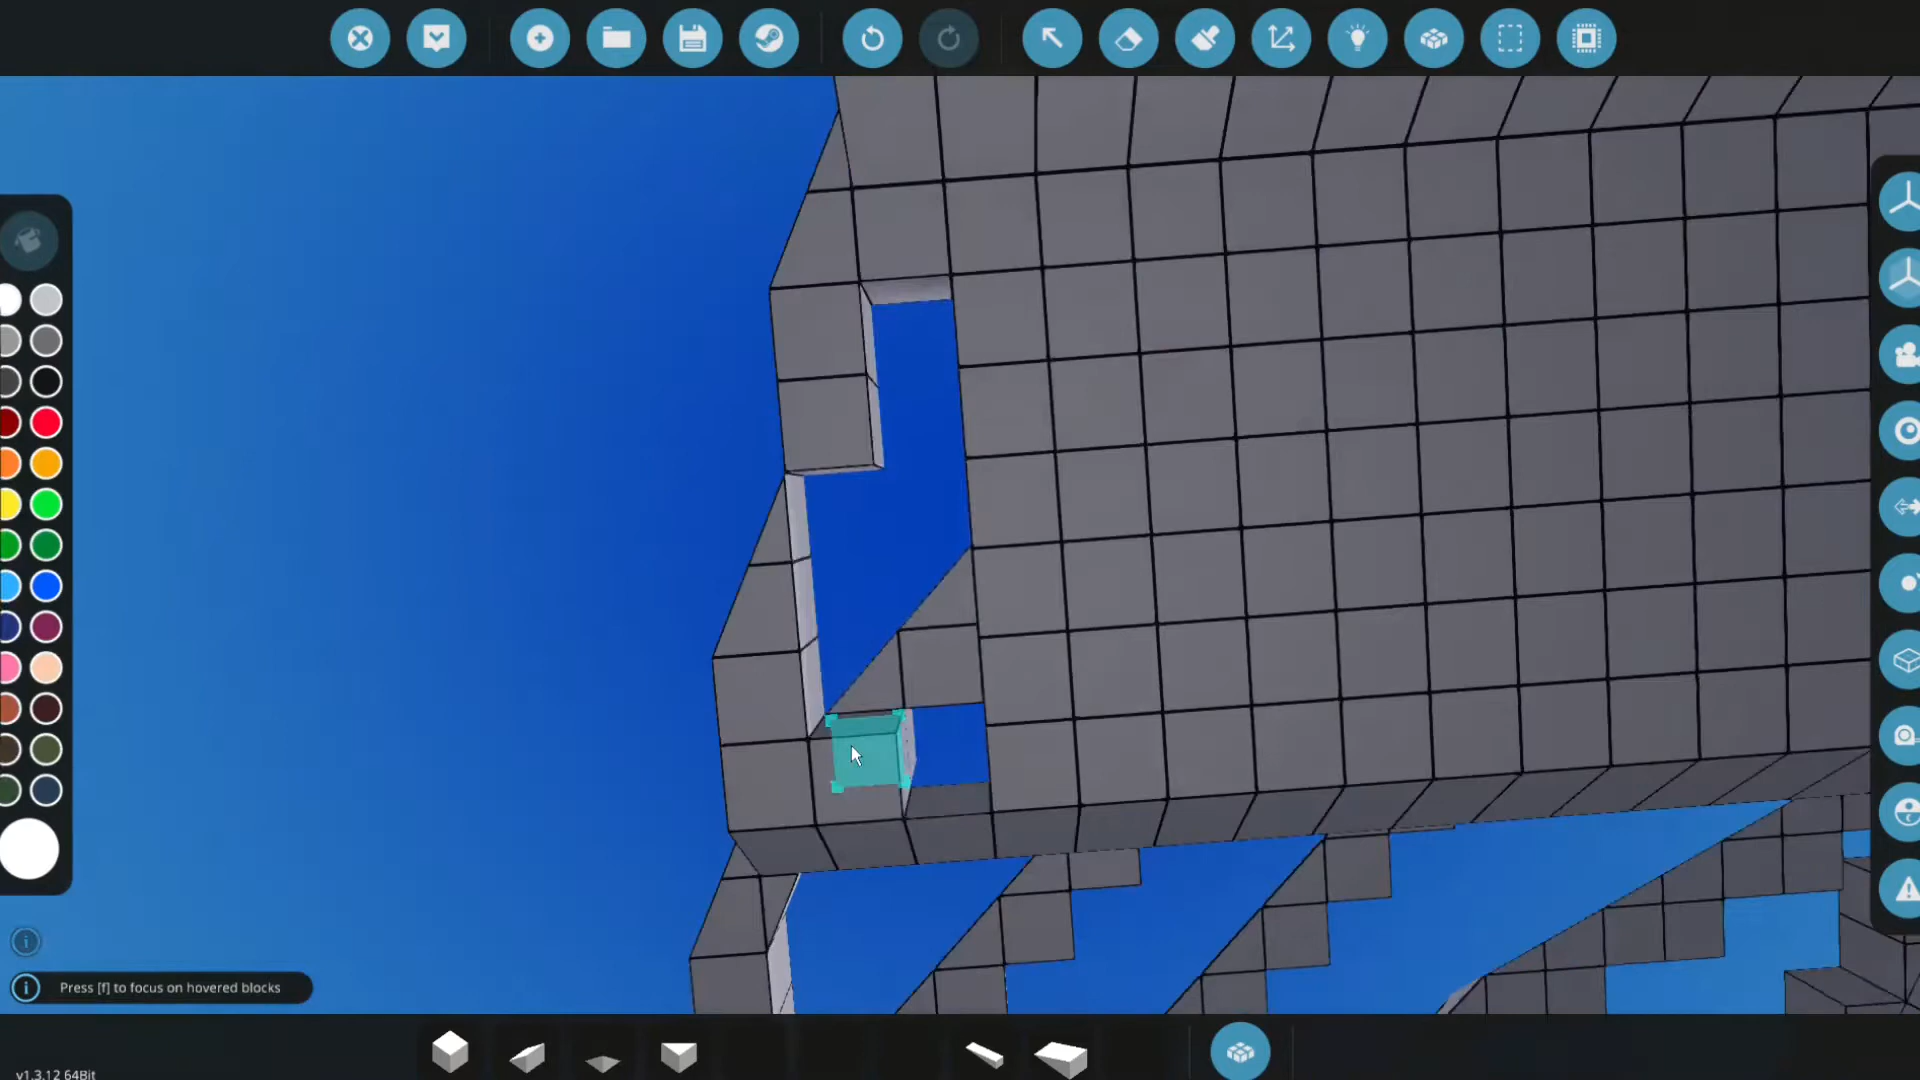 Press [f] to focus on hovered blocks
v1.3.12 64Bit